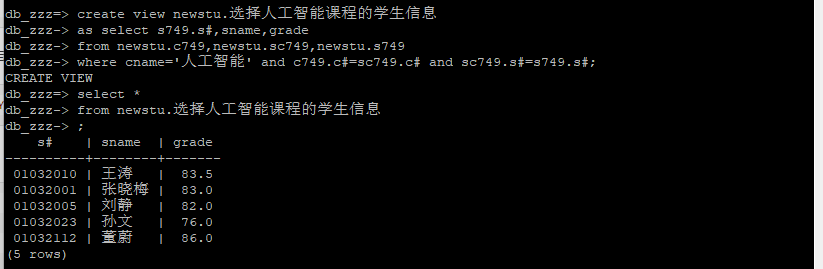 db_zzz=> create view newstu.选择人工智能课程的学生信息
db_zzz-> as select s749.s#,sname,grade
db_zzz-> from newstu.c749,newstu.sc749,newstu.s749
db_zzz-> where cname='人工智能' and c749.c#=sc749.c# and sc749.s#=s749.s#;
CREATE VIEW
db_zzz=> select *
db_zzz-> from newstu.选择人工智能课程的学生信息
db_zzz-> ;
    s#    | sname  | grade
----------+--------+-------
 01032010 | 王涛   |  83.5
 01032001 | 张晓梅 |  83.0
 01032005 | 刘静   |  82.0
 01032023 | 孙文   |  76.0
 01032112 | 董蔚   |  86.0
(5 rows)